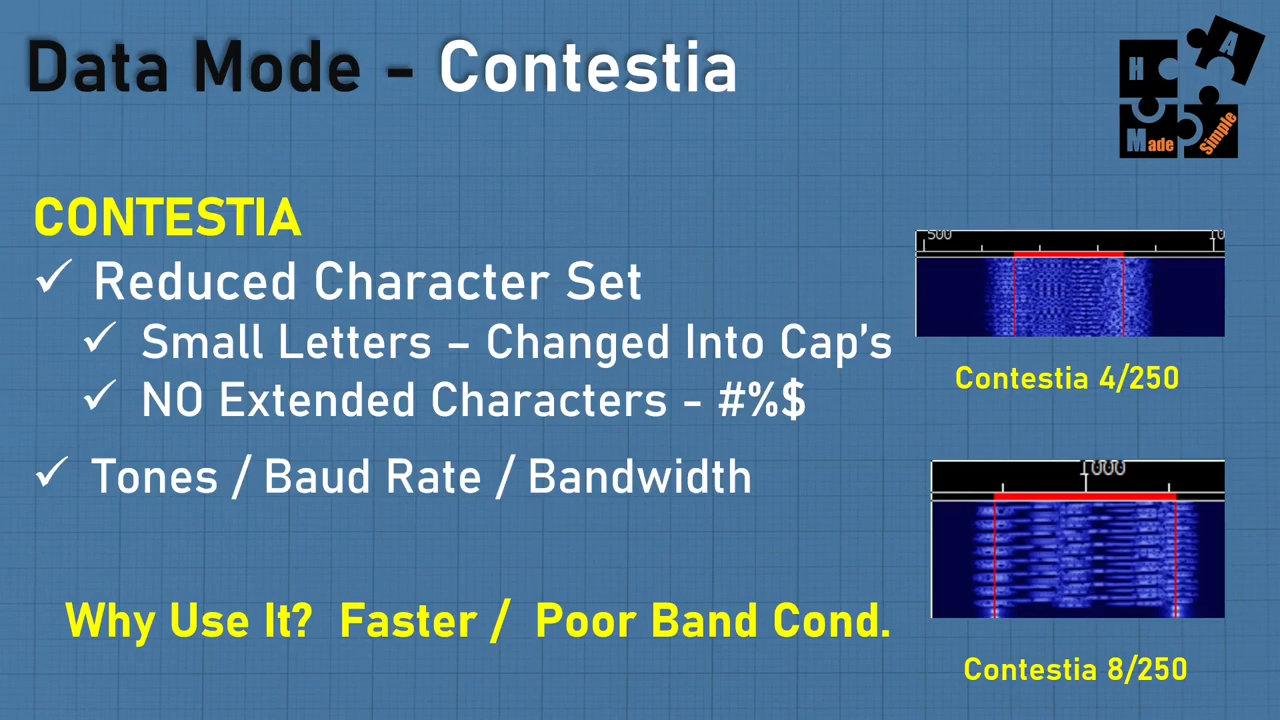 Data Mode - Contestia
H A
Made Simple
CONTESTIA
✓ Reduced Character Set
✓ Small Letters – Changed Into Cap's
✓ NO Extended Characters - #%$
✓ Tones / Baud Rate / Bandwidth
Why Use It? Faster / Poor Band Cond.
500 10
Contestia 4/250
1000
Contestia 8/250